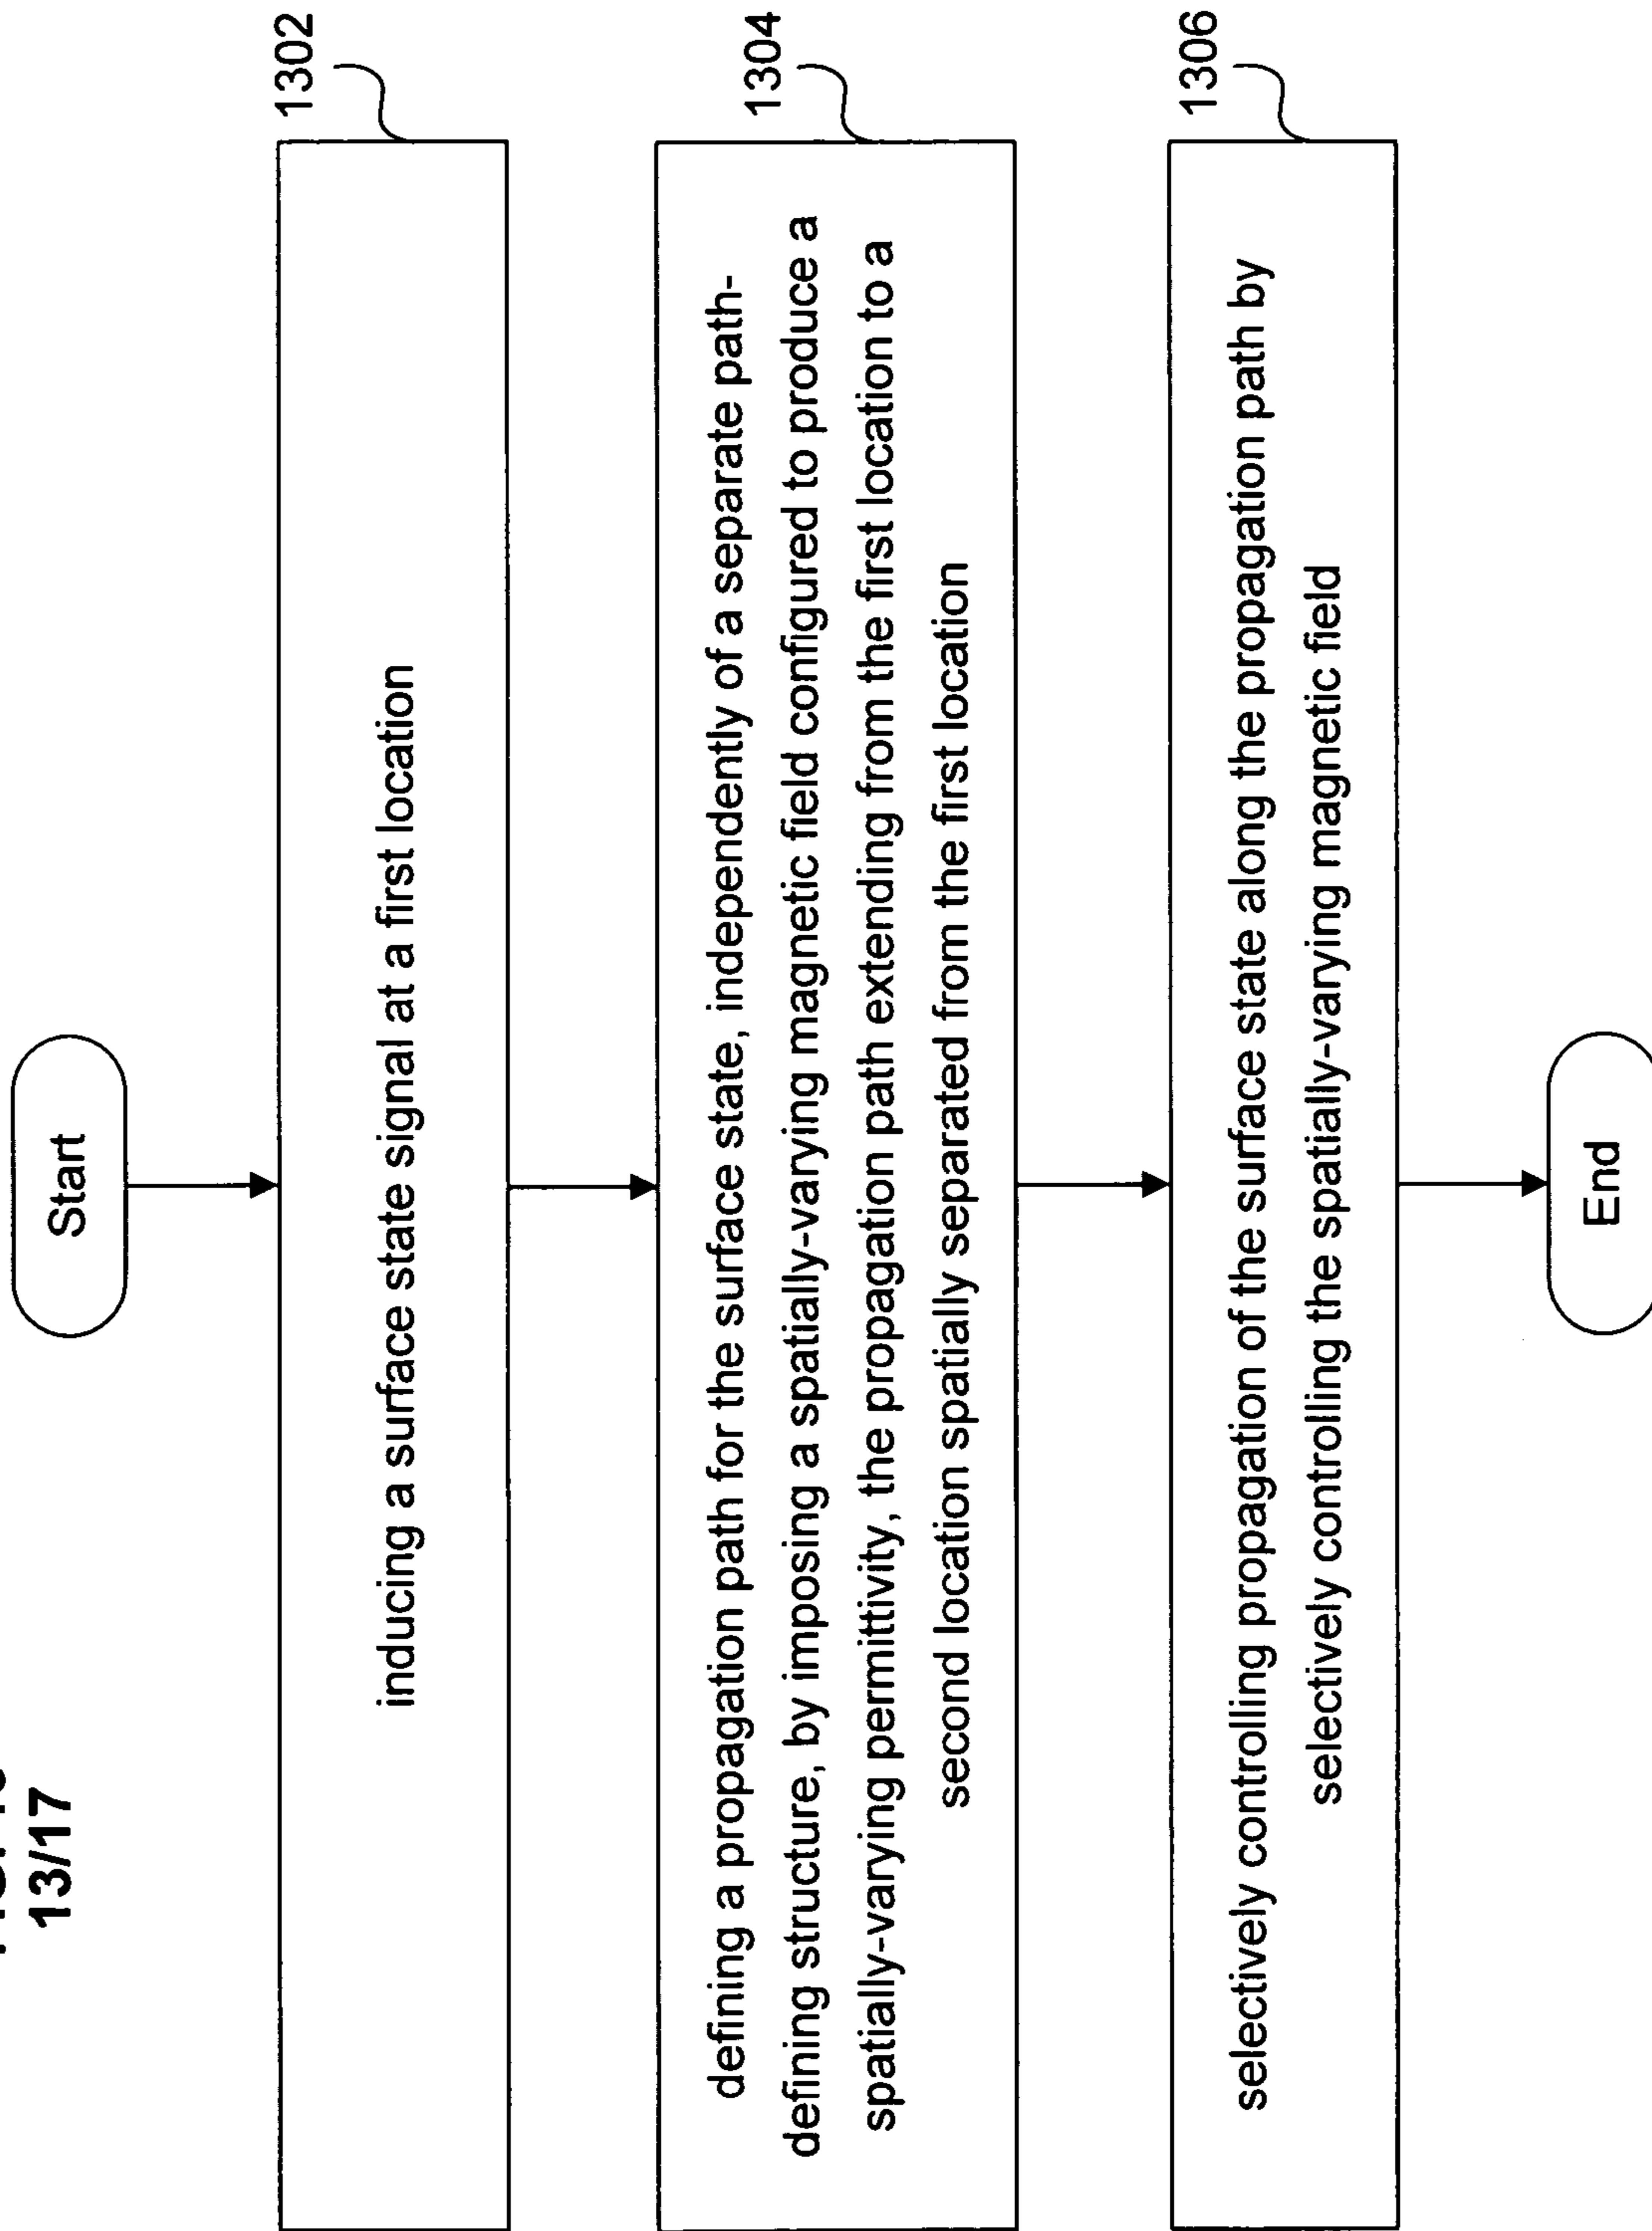 13/17
Start
1302
inducing a surface state signal at a first location
1304
defining a propagation path for the surface state, independently of a separate path-
defining structure, by imposing a spatially-varying magnetic field configured to produce a
spatially-varying permittivity, the propagation path extending from the first location to a
second location spatially separated from the first location
1306
selectively controlling propagation of the surface state along the propagation path by
selectively controlling the spatially-varying magnetic field
End